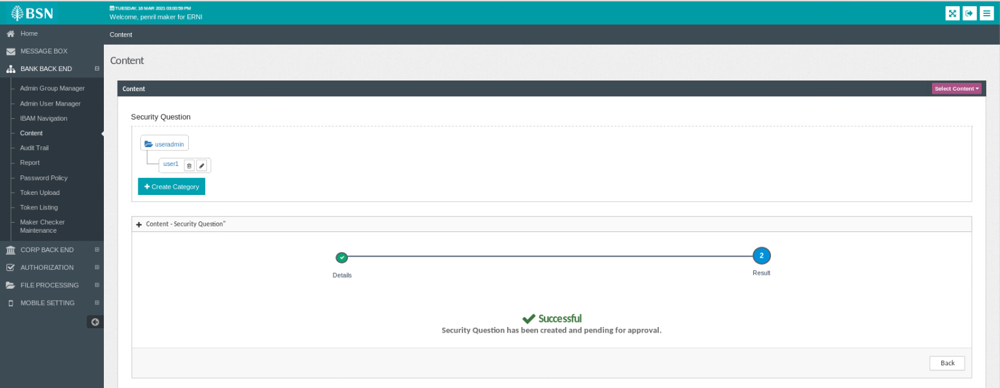 BSN
TUESDAY, 16 MAR 2021 03:00:59 PM
Welcome, penril maker for ERNI
Home
MESSAGE BOX
BANK BACK END
Admin Group Manager
Admin User Manager
IBAM Navigation
Content
Audit Trail
Report
Password Policy
Token Upload
Token Listing
Maker Checker
Maintenance
CORP BACK END
AUTHORIZATION
FILE PROCESSING
MOBILE SETTING
Content
Content
Content
Select Content
Security Question
useradmin
user1
Create Category
Content - Security Question"
2
Details
Result
Successful
Security Question has been created and pending for approval.
Back